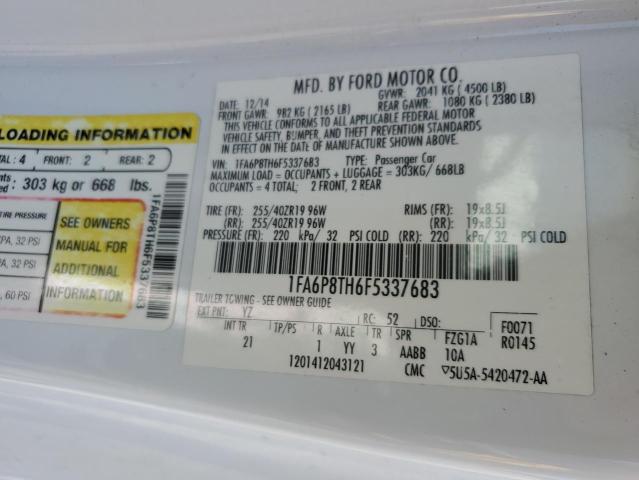 LOADING INFORMATION
TOTAL: 4 FRONT: 2 REAR: 2
303 kg or 668 lbs.
TIRE PRESSURE
KPA, 32 PSI
KPA, 32 PSI
60 PSI
SEE OWNERS
MANUAL FOR
ADDITIONAL
INFORMATION
1FA6P8TH6F5337683
MFD. BY FORD MOTOR CO.
DATE: 12/14 GVWR: 2041 KG ( 4500 LB)
FRONT GAWR: 982 KG ( 2165 LB) REAR GAWR: 1080 KG ( 2380 LB)
THIS VEHICLE CONFORMS TO ALL APPLICABLE FEDERAL MOTOR
VEHICLE SAFETY, BUMPER, AND THEFT PREVENTION STANDARDS
IN EFFECT ON THE DATE OF MANUFACTURE SHOWN ABOVE.
VIN: 1FA6P8TH6F5337683 TYPE: Passenger Car
MAXIMUM LOAD = OCCUPANTS + LUGGAGE = 303KG/ 668LB
OCCUPANTS = 4 TOTAL; 2 FRONT, 2 REAR
TIRE (FR): 255/40ZR19 96W RIMS (FR): 19x8.5J
(RR): 255/40ZR19 96W (RR): 19x8.5J
PRESSURE (FR): 220 kPa/ 32 PSI COLD (RR): 220 kPa/ 32 PSI COLD
1FA6P8TH6F5337683
TRAILER TOWING - SEE OWNER GUIDE
EXT PNT: YZ RC: 52 DSO: F0071
INT TR TP/PS R AXLE TR SPR FZG1A R0145
21 1 YY 3 AABB 10A
1201412043121 CMC ▽5U5A-5420472-AA